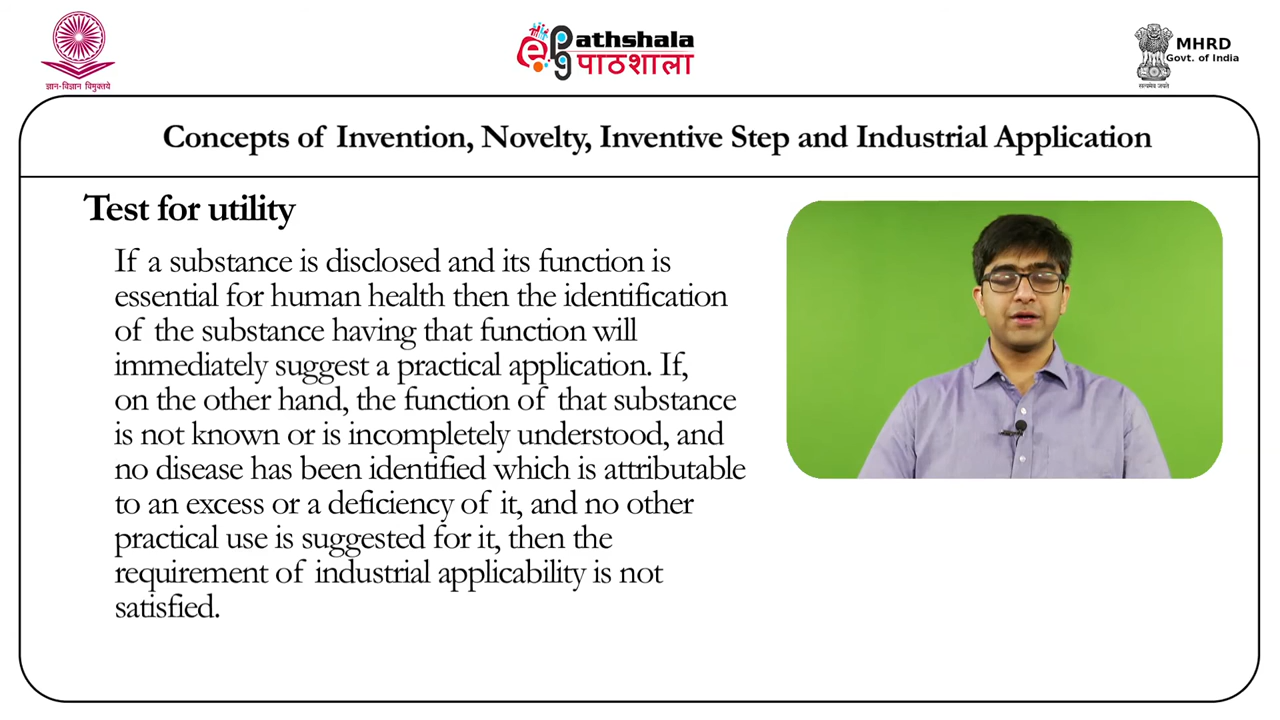 ज्ञान-विज्ञान विमुक्तये
ePg Pathshala
पाठशाला
MHRD
Govt. of India
सत्यमेव जयते
Concepts of Invention, Novelty, Inventive Step and Industrial Application
Test for utility
If a substance is disclosed and its function is
essential for human health then the identification
of the substance having that function will
immediately suggest a practical application. If,
on the other hand, the function of that substance
is not known or is incompletely understood, and
no disease has been identified which is attributable
to an excess or a deficiency of it, and no other
practical use is suggested for it, then the
requirement of industrial applicability is not
satisfied.